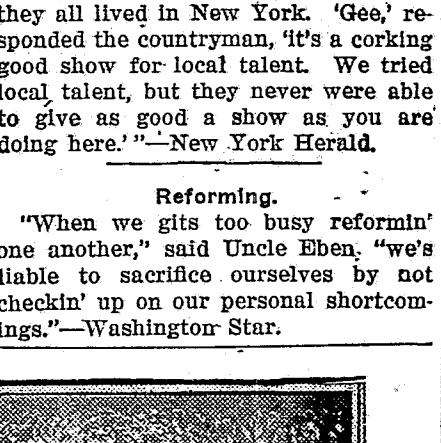 they all lived in New York. 'Gee,' re-
sponded the countryman, 'it's a corking
good show for local talent. We tried
local talent, but they never were able
to give as good a show as you are
doing here.' "—New York Herald.
Reforming.
"When we gits too busy reformin'
one another," said Uncle Eben, "we's
liable to sacrifice ourselves by not
checkin' up on our personal shortcom-
ings."—Washington Star.